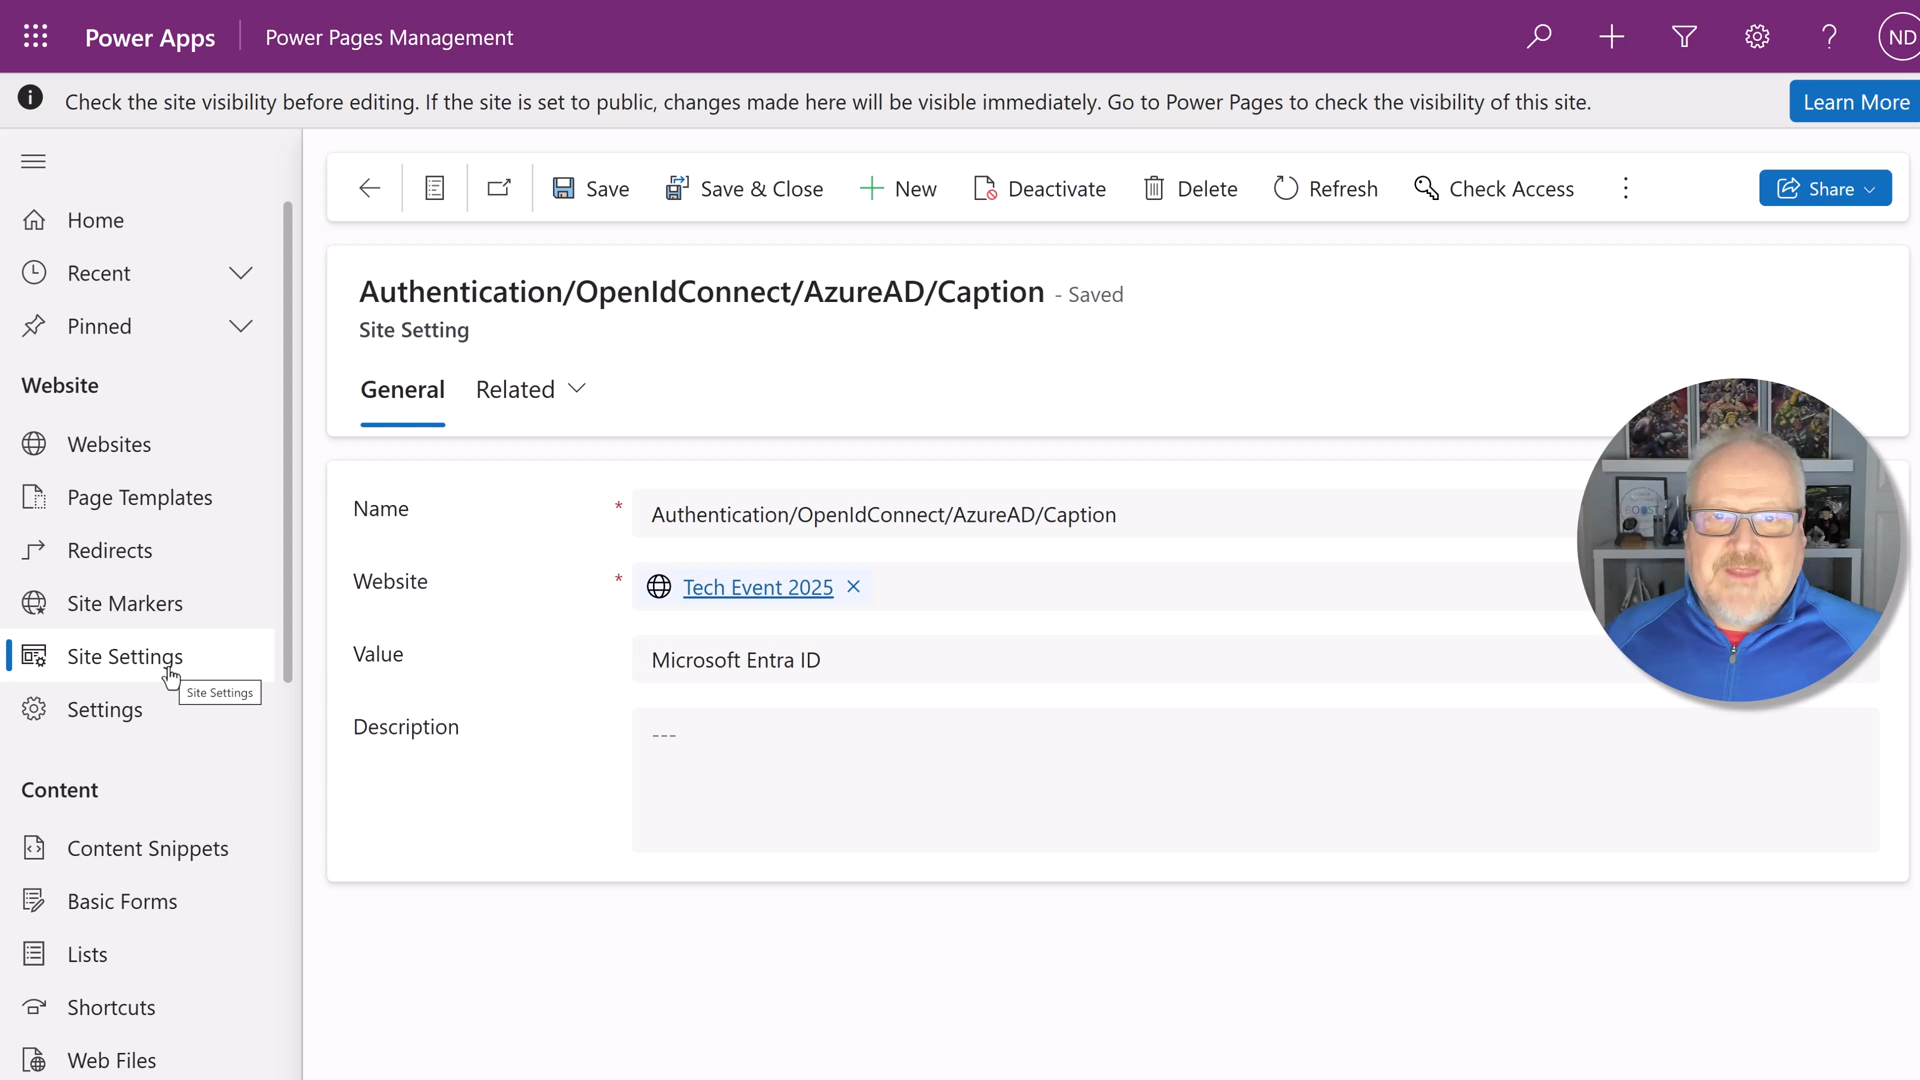 Power Apps
Power Pages Management
ND
Check the site visibility before editing. If the site is set to public, changes made here will be visible immediately. Go to Power Pages to check the visibility of this site.
Learn More
Home
Recent
Pinned
Website
Websites
Page Templates
Redirects
Site Markers
Site Settings
Site Settings
Settings
Content
Content Snippets
Basic Forms
Lists
Shortcuts
Web Files
Save
Save & Close
New
Deactivate
Delete
Refresh
Check Access
Share
Authentication/OpenIdConnect/AzureAD/Caption - Saved
Site Setting
General
Related
Name *
Authentication/OpenIdConnect/AzureAD/Caption
Website *
Tech Event 2025
Value
Microsoft Entra ID
Description
---